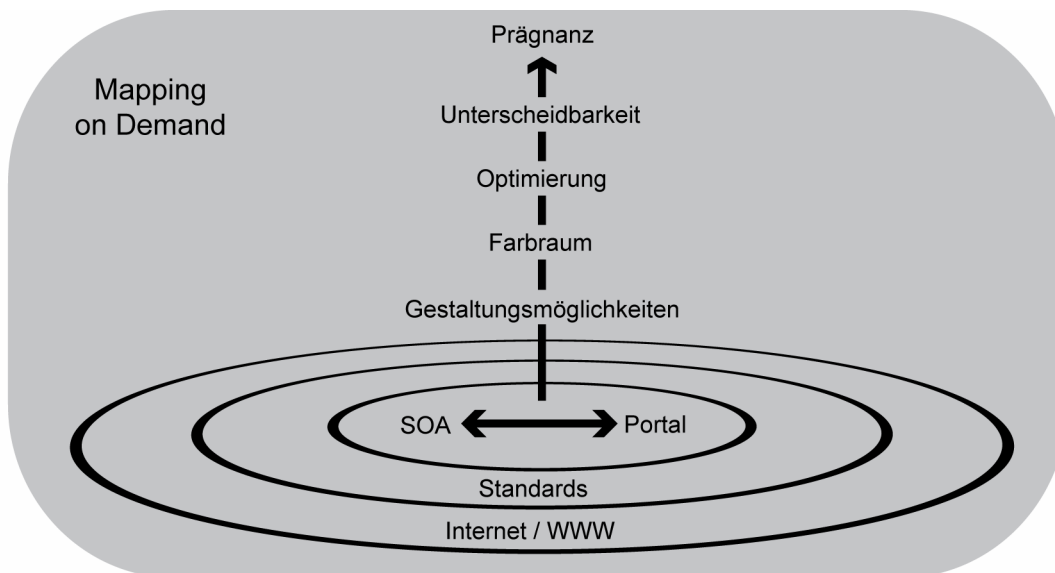 Prägnanz
Mapping
on Demand
Unterscheidbarkeit
Optimierung
Farbraum
Gestaltungsmöglichkeiten
SOA
Portal
Standards
Internet / WWW